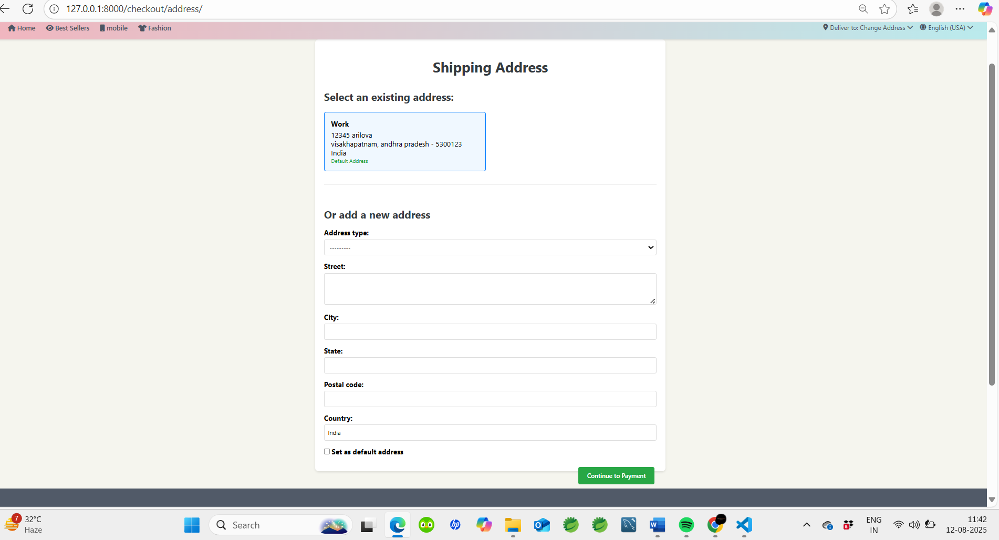 127.0.0.1:8000/checkout/address/
Home Best Sellers mobile Fashion Deliver to: Change Address English (USA)
Shipping Address
Select an existing address:
Work
12345 arilova
visakhapatnam, andhra pradesh - 5300123
India
Default Address
Or add a new address
Address type:
---------
Street:
City:
State:
Postal code:
Country:
India
Set as default address
Continue to Payment
7 32°C
Haze
Search
hp
W
ENG
IN
11:42
12-08-2025